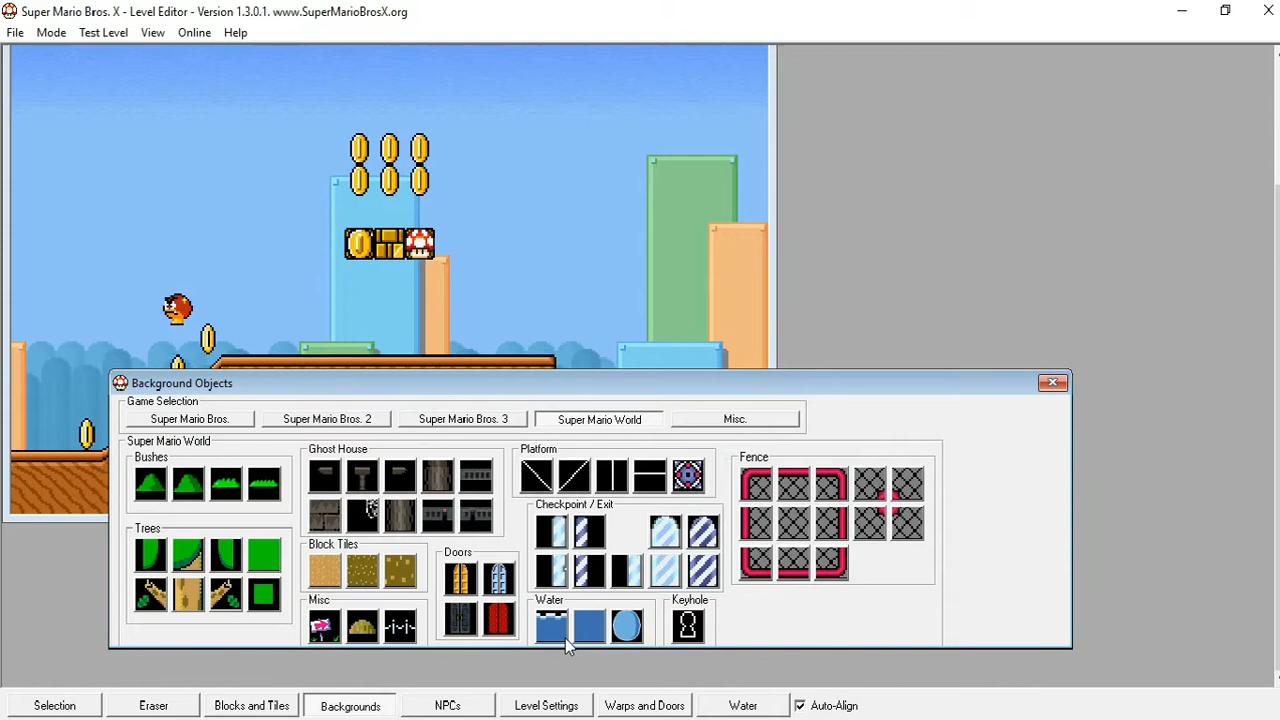 Super Mario Bros. X - Level Editor - Version 1.3.0.1. www.SuperMarioBrosX.org
File Mode Test Level View Online Help
Background Objects
Game Selection
Super Mario Bros. Super Mario Bros. 2 Super Mario Bros. 3 Super Mario World Misc.
Super Mario World
Bushes
Ghost House
Platform
Fence
Checkpoint / Exit
Trees
Block Tiles
Doors
Misc
Water
Keyhole
Selection Eraser Blocks and Tiles Backgrounds NPCs Level Settings Warps and Doors Water Auto-Align